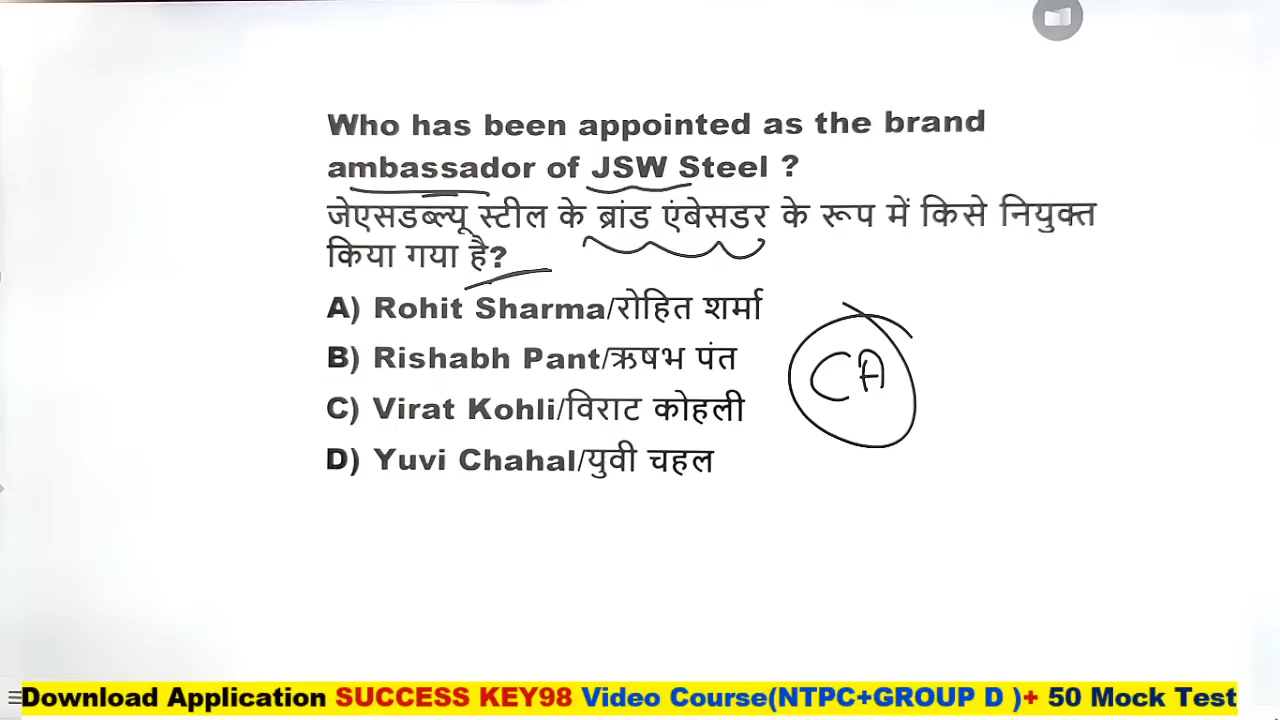 Who has been appointed as the brand
ambassador of JSW Steel ?
जेएसडब्ल्यू स्टील के ब्रांड एंबेसडर के रूप में किसे नियुक्त
किया गया है?
A) Rohit Sharma/रोहित शर्मा
B) Rishabh Pant/ऋषभ पंत
C) Virat Kohli/विराट कोहली
D) Yuvi Chahal/युवी चहल
CA
Download Application SUCCESS KEY98 Video Course(NTPC+GROUP D )+ 50 Mock Test